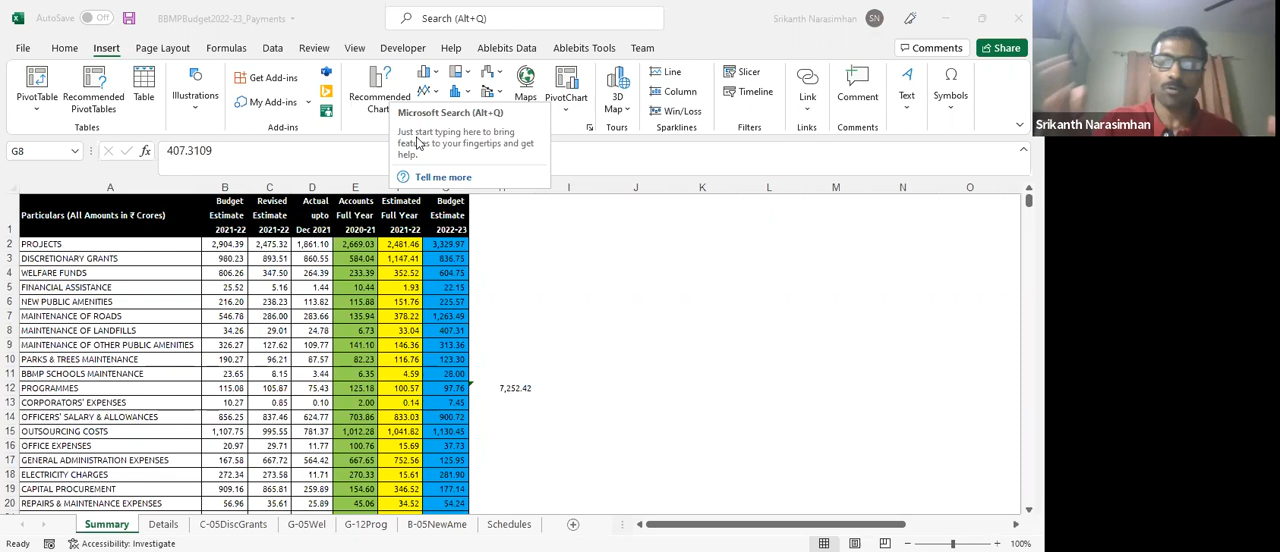 AutoSave Off BBMPBudget2022-23_Payments Search (Alt+Q) Srikanth Narasimhan SN
File Home Insert Page Layout Formulas Data Review View Developer Help Ablebits Data Ablebits Tools Team Comments Share
PivotTable Recommended PivotTables Table Illustrations Get Add-ins My Add-ins Recommended Charts Maps PivotChart 3D Map Line Column Win/Loss Slicer Timeline Link Comment Text Symbols
Tables Add-ins Tours Sparklines Filters Links Comments
Microsoft Search (Alt+Q)
Just start typing here to bring
features to your fingertips and get
help.
Tell me more
Srikanth Narasimhan
G8 fx 407.3109
A B C D E H I J K L M N O
1 Particulars (All Amounts in ₹ Crores) Budget Estimate 2021-22 Revised Estimate 2021-22 Actual upto Dec 2021 Accounts Full Year 2020-21 Estimated Full Year 2021-22 Budget Estimate 2022-23
2 PROJECTS 2,904.39 2,475.32 1,861.10 2,669.03 2,481.46 3,329.97
3 DISCRETIONARY GRANTS 980.23 893.51 860.55 584.04 1,147.41 836.75
4 WELFARE FUNDS 806.26 347.50 264.39 233.39 352.52 604.75
5 FINANCIAL ASSISTANCE 25.52 5.16 1.44 10.44 1.93 22.15
6 NEW PUBLIC AMENITIES 216.20 238.23 113.82 115.88 151.76 225.57
7 MAINTENANCE OF ROADS 546.78 286.00 283.66 135.94 378.22 1,263.49
8 MAINTENANCE OF LANDFILLS 34.26 29.01 24.78 6.73 33.04 407.31
9 MAINTENANCE OF OTHER PUBLIC AMENITIES 326.27 127.62 109.77 141.10 146.36 313.36
10 PARKS & TREES MAINTENANCE 190.27 96.21 87.57 82.23 116.76 123.30
11 BBMP SCHOOLS MAINTENANCE 23.65 8.15 3.44 6.35 4.59 28.00
12 PROGRAMMES 115.08 105.87 75.43 125.18 100.57 97.76 7,252.42
13 CORPORATORS' EXPENSES 10.27 0.85 0.10 2.00 0.14 7.45
14 OFFICERS' SALARY & ALLOWANCES 856.25 837.46 624.77 703.86 833.03 900.72
15 OUTSOURCING COSTS 1,107.75 995.55 781.37 1,012.28 1,041.82 1,130.45
16 OFFICE EXPENSES 20.97 29.71 11.77 100.76 15.69 37.73
17 GENERAL ADMINISTRATION EXPENSES 167.58 667.72 564.42 667.65 752.56 125.95
18 ELECTRICITY CHARGES 272.34 273.58 11.71 270.33 15.61 281.90
19 CAPITAL PROCUREMENT 909.16 865.81 259.89 154.60 346.52 177.14
20 REPAIRS & MAINTENANCE EXPENSES 56.96 35.61 25.89 45.06 34.52 54.24
Summary Details C-05DiscGrants G-05Wel G-12Prog B-05NewAme Schedules
Ready Accessibility: Investigate 100%